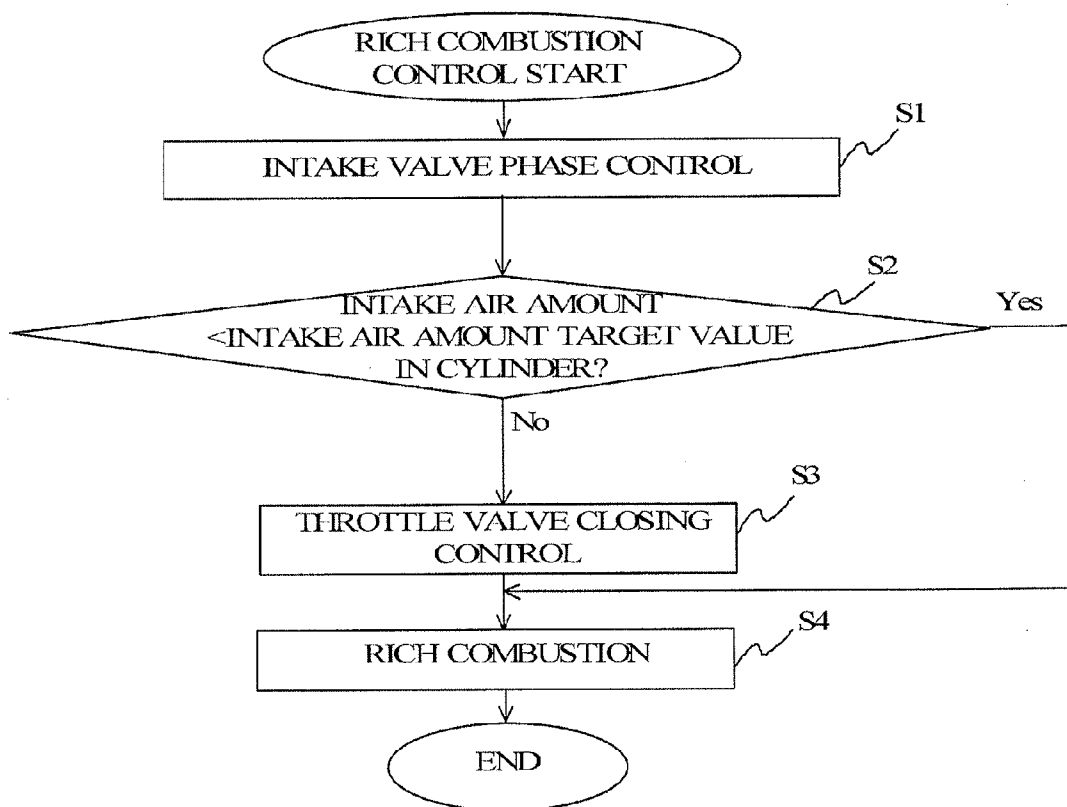 RICH COMBUSTION
CONTROL START
S1
INTAKE VALVE PHASE CONTROL
S2
INTAKE AIR AMOUNT
<INTAKE AIR AMOUNT TARGET VALUE
IN CYLINDER?
Yes
No
S3
THROTTLE VALVE CLOSING
CONTROL
S4
RICH COMBUSTION
END